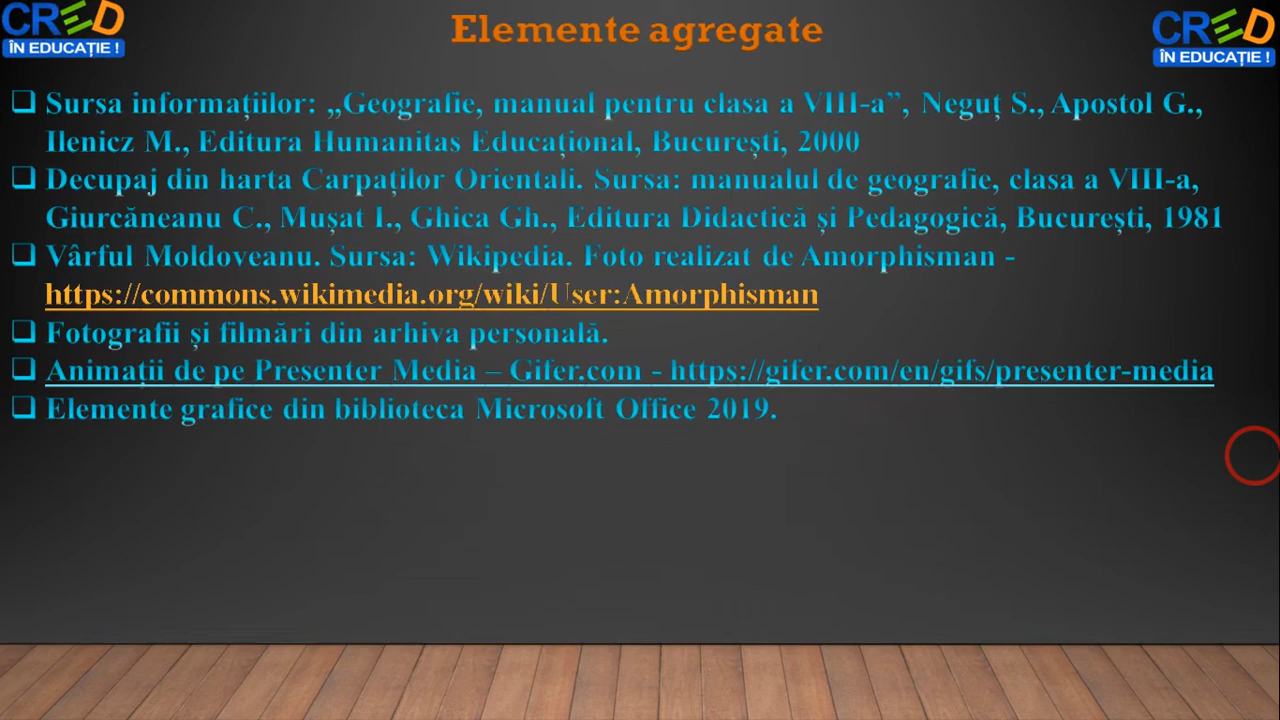 CRED
ÎN EDUCAȚIE !
Elemente agregate
CRED
ÎN EDUCAȚIE !
Sursa informațiilor: „Geografie, manual pentru clasa a VIII-a”, Neguț S., Apostol G.,
Ilenicz M., Editura Humanitas Educațional, București, 2000
Decupaj din harta Carpaților Orientali. Sursa: manualul de geografie, clasa a VIII-a,
Giurcăneanu C., Mușat I., Ghica Gh., Editura Didactică și Pedagogică, București, 1981
Vârful Moldoveanu. Sursa: Wikipedia. Foto realizat de Amorphisman -
https://commons.wikimedia.org/wiki/User:Amorphisman
Fotografii și filmări din arhiva personală.
Animații de pe Presenter Media – Gifer.com - https://gifer.com/en/gifs/presenter-media
Elemente grafice din biblioteca Microsoft Office 2019.